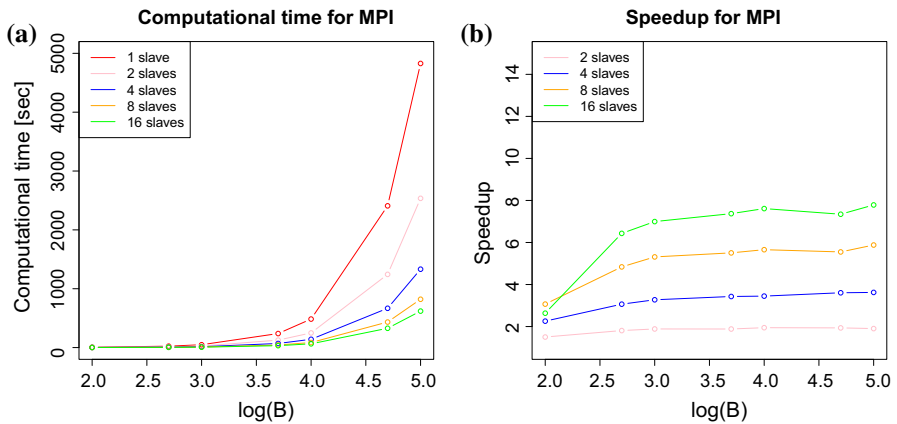 (a)
Computational time for MPI
1 slave
2 slaves
4 slaves
8 slaves
16 slaves
Computational time [sec]
5000
4000
3000
2000
1000
0
2.0 2.5 3.0 3.5 4.0 4.5 5.0
log(B)
(b)
Speedup for MPI
2 slaves
4 slaves
8 slaves
16 slaves
Speedup
14
12
10
8
6
4
2
2.0 2.5 3.0 3.5 4.0 4.5 5.0
log(B)